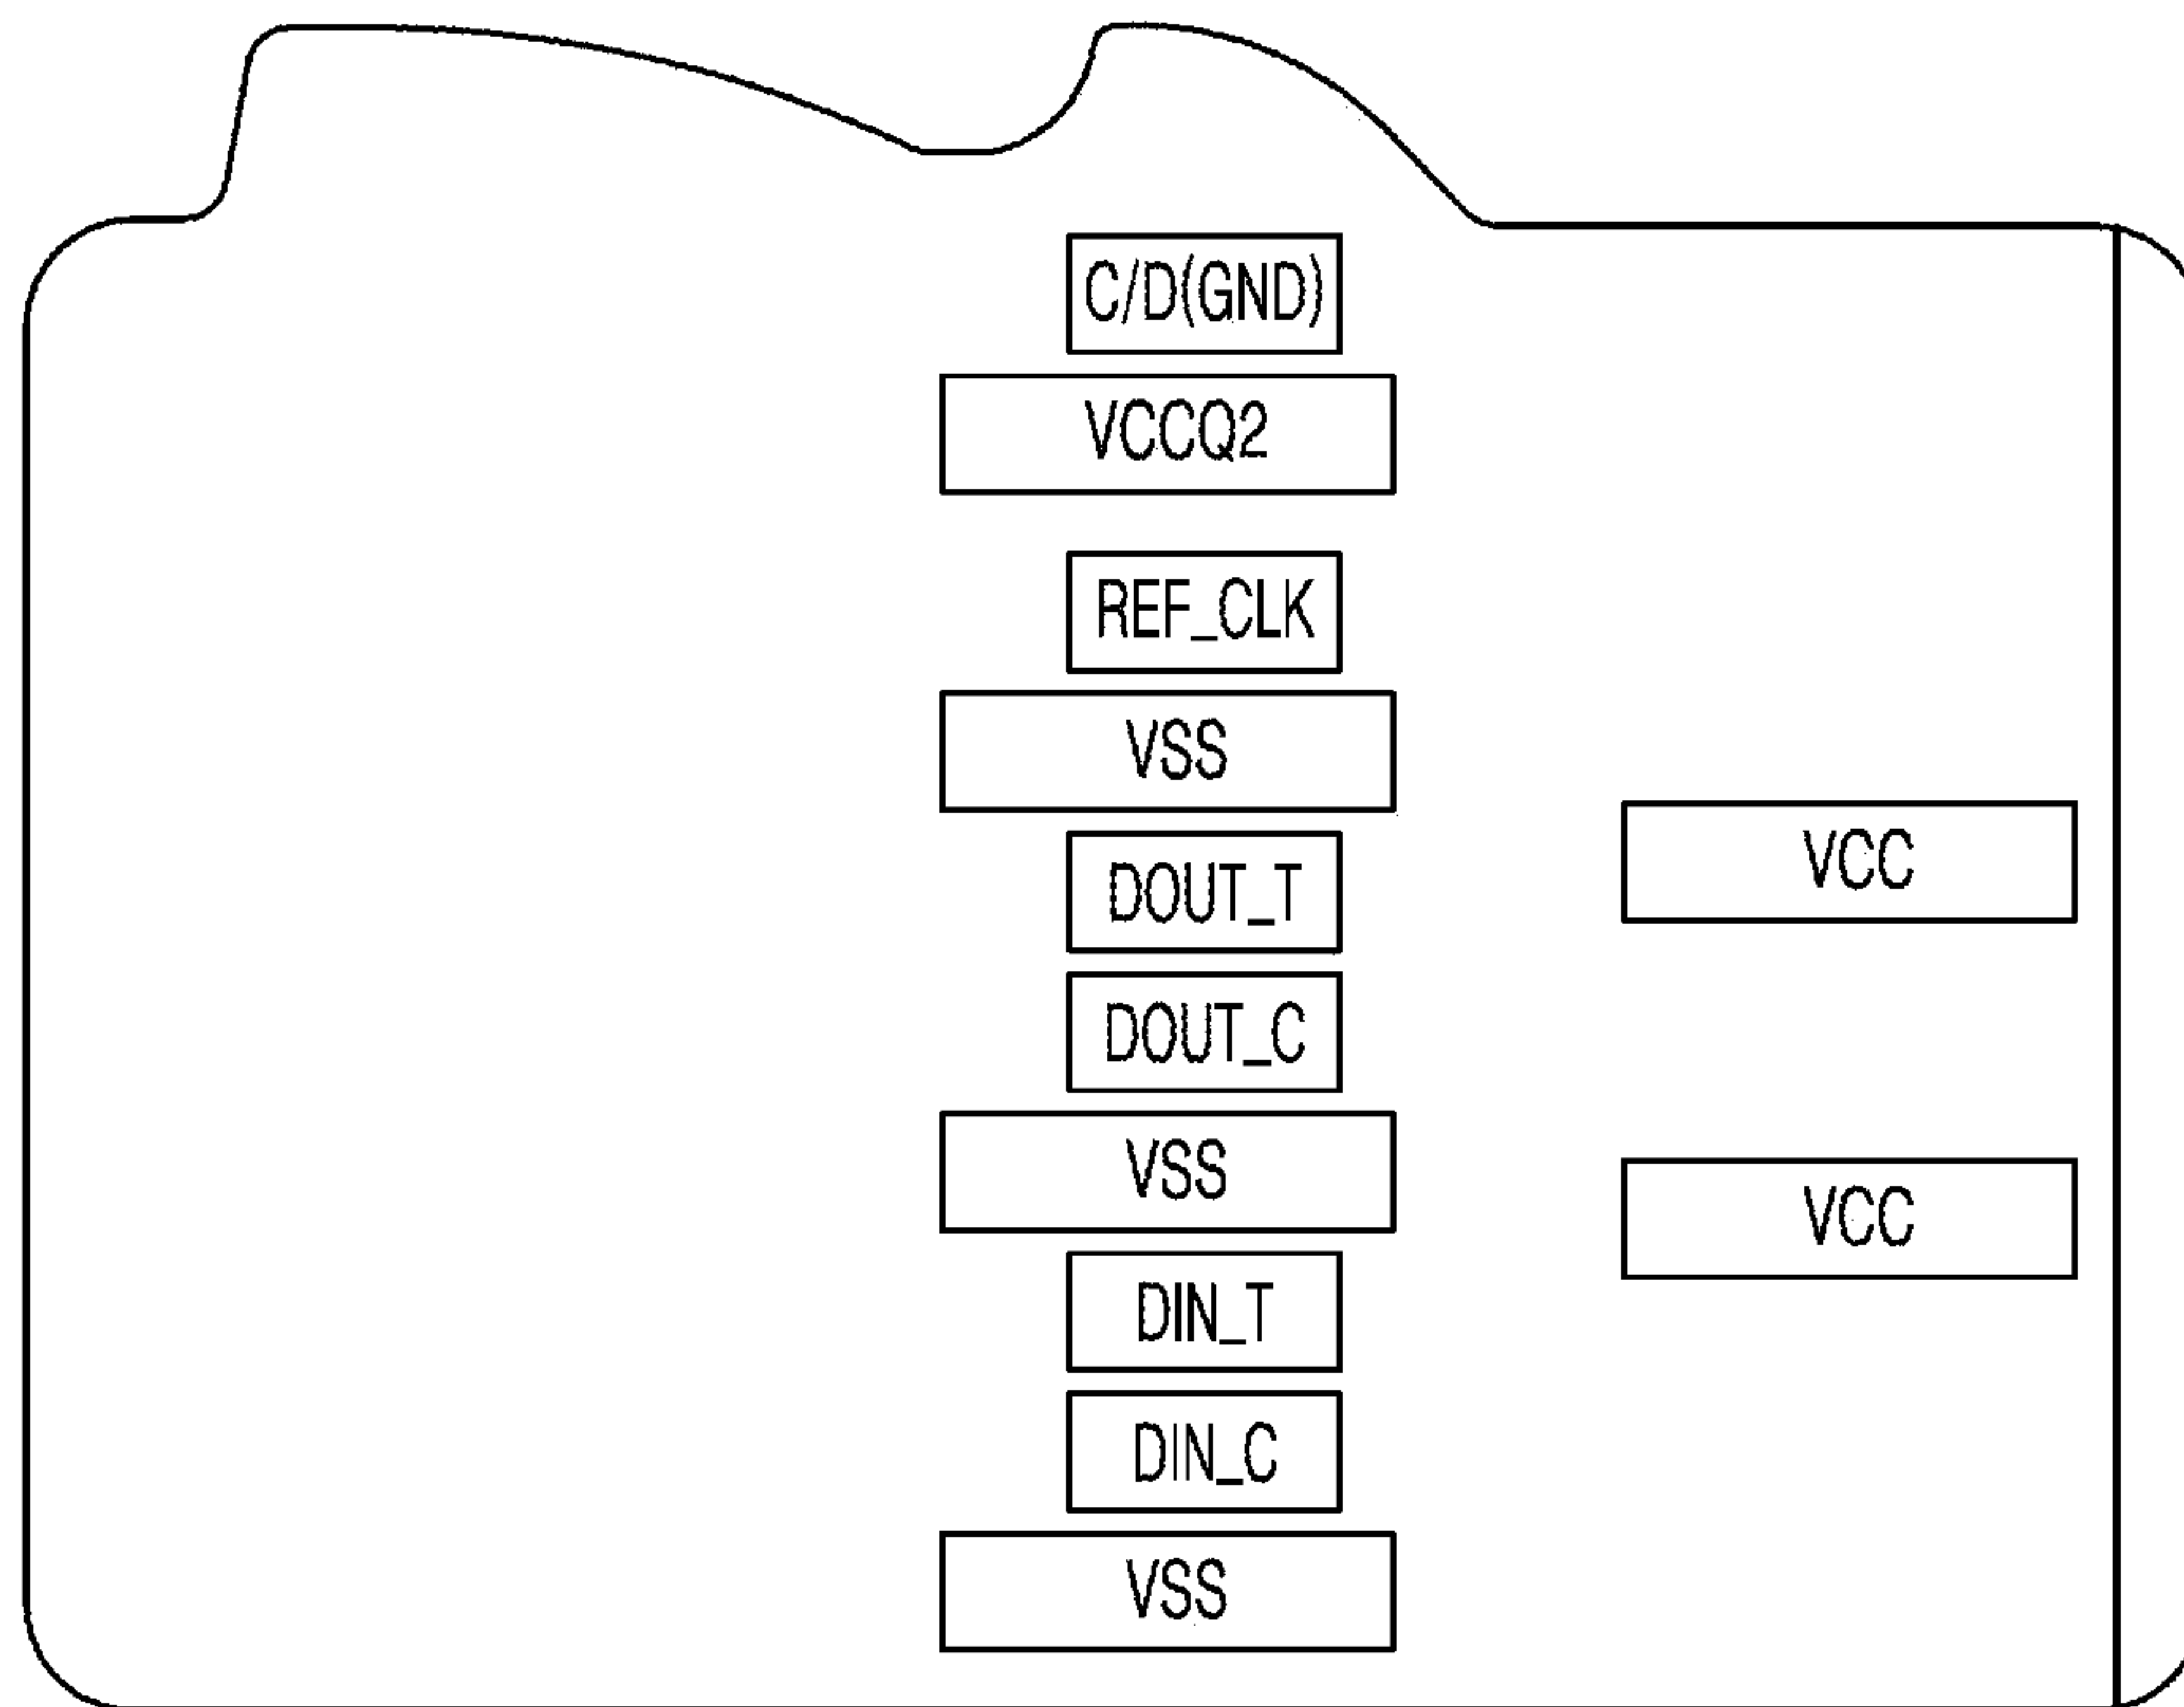 C/D(GND)
VCCQ2
REF_CLK
VSS
DOUT_T
DOUT_C
VSS
DIN_T
DIN_C
VSS
VCC
VCC